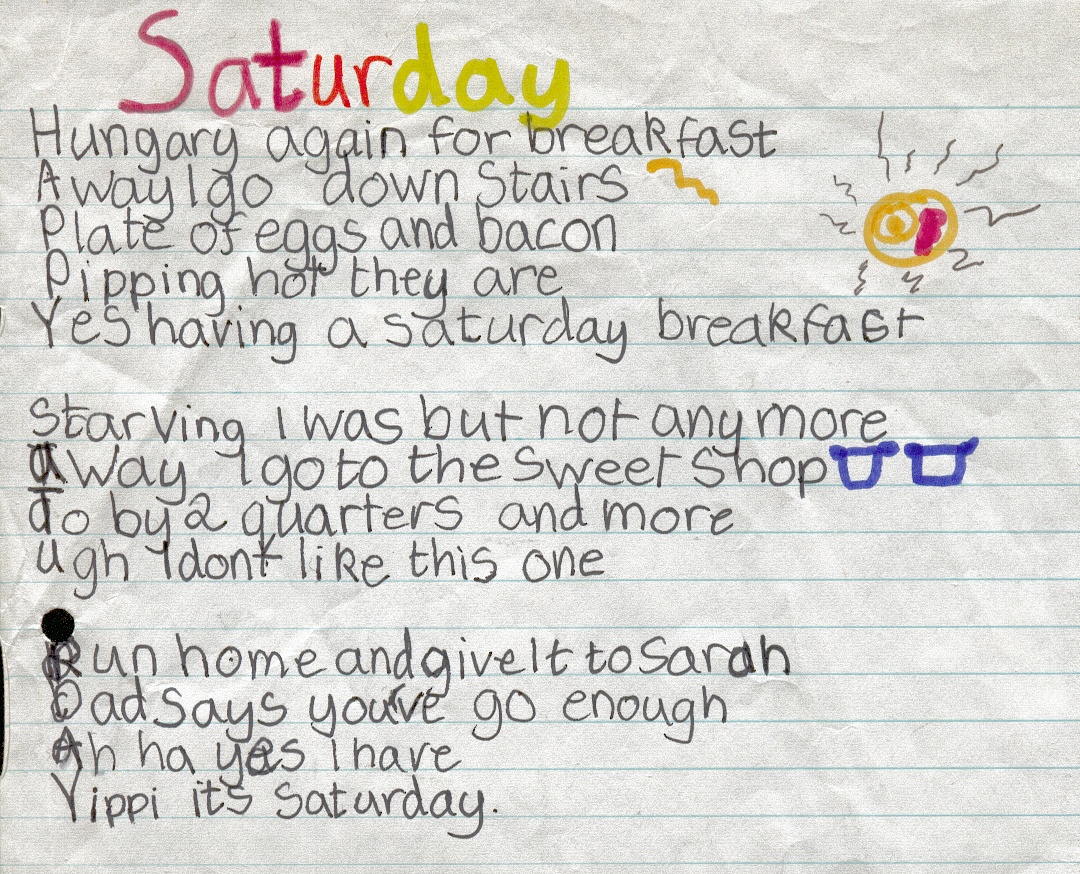 Saturday
Hungary again for breakfast
Away I go down Stairs
Plate of eggs and bacon
Pipping hot they are
Yes having a saturday breakfast
Starving I was but not any more
away I go to the sweet shop
To by 2 quarters and more
ugh I dont like this one
Run home and give It to Sarah
Dad says you've go enough
Ah ha yes i have
Yippi it's Saturday.